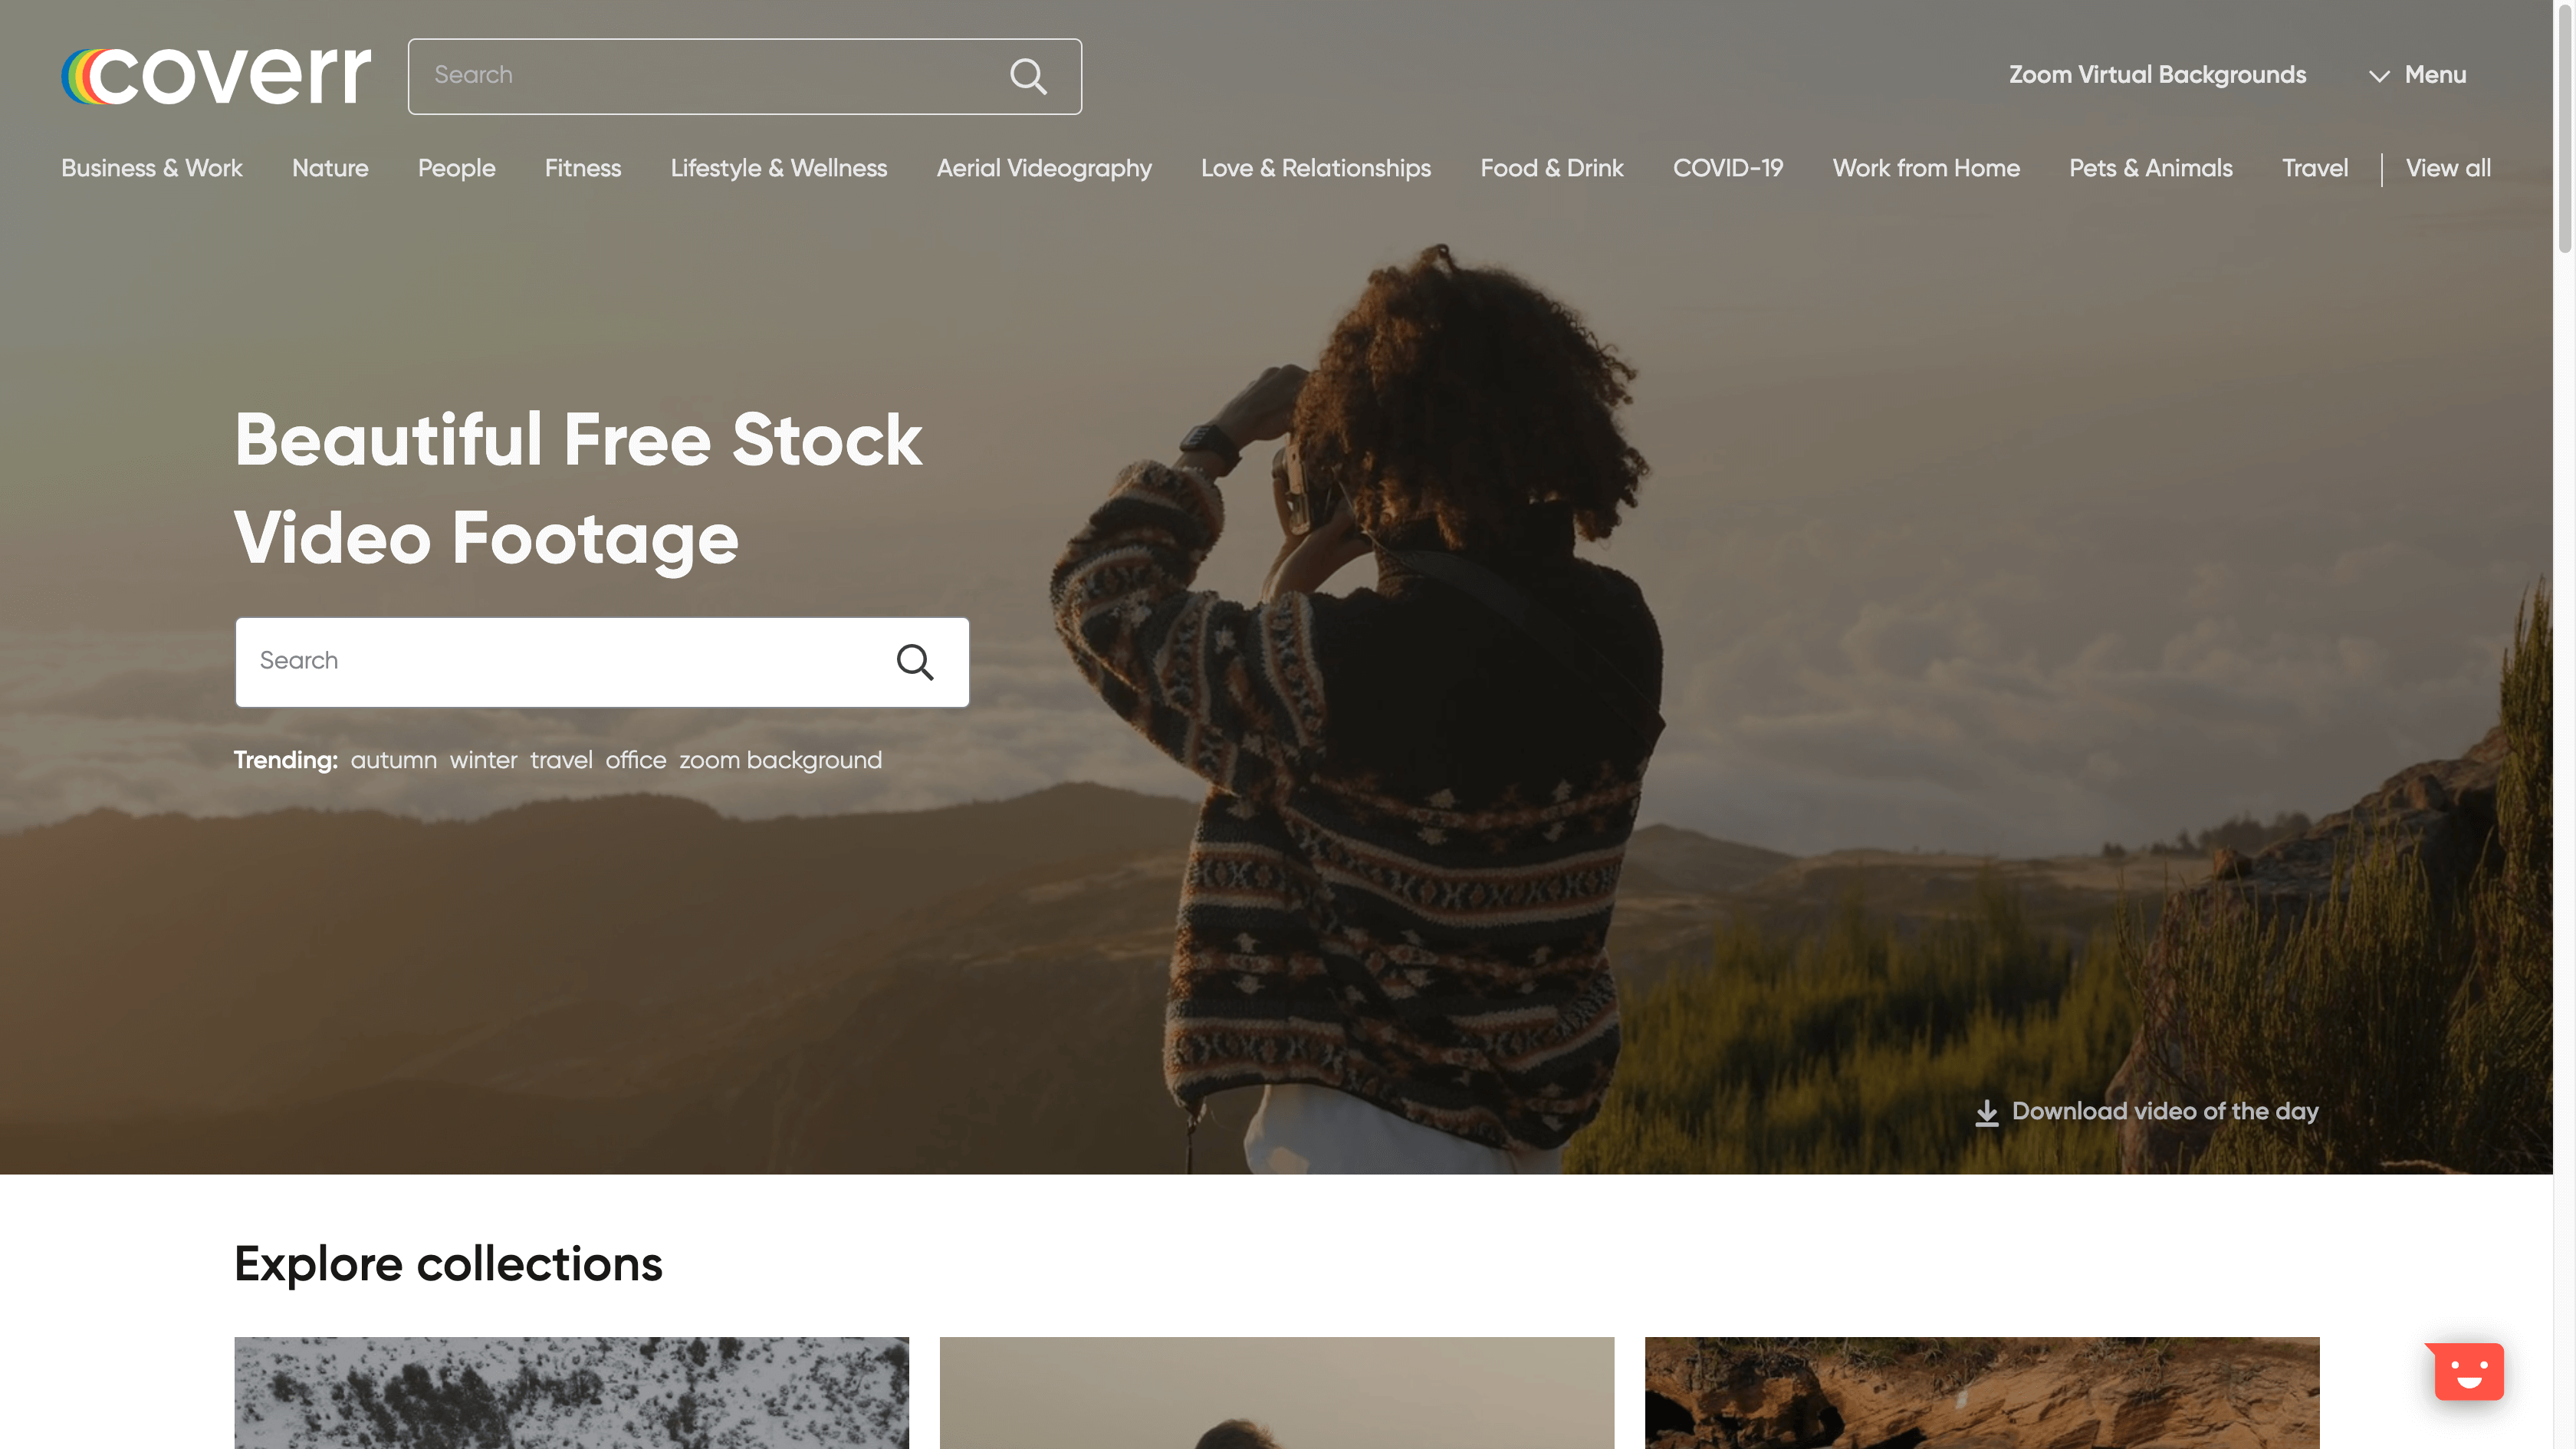 coverr
Search
Zoom Virtual Backgrounds
Menu
Business & Work
Nature
People
Fitness
Lifestyle & Wellness
Aerial Videography
Love & Relationships
Food & Drink
COVID-19
Work from Home
Pets & Animals
Travel
View all
Beautiful Free Stock
Video Footage
Search
Trending: autumn winter travel office zoom background
Download video of the day
Explore collections